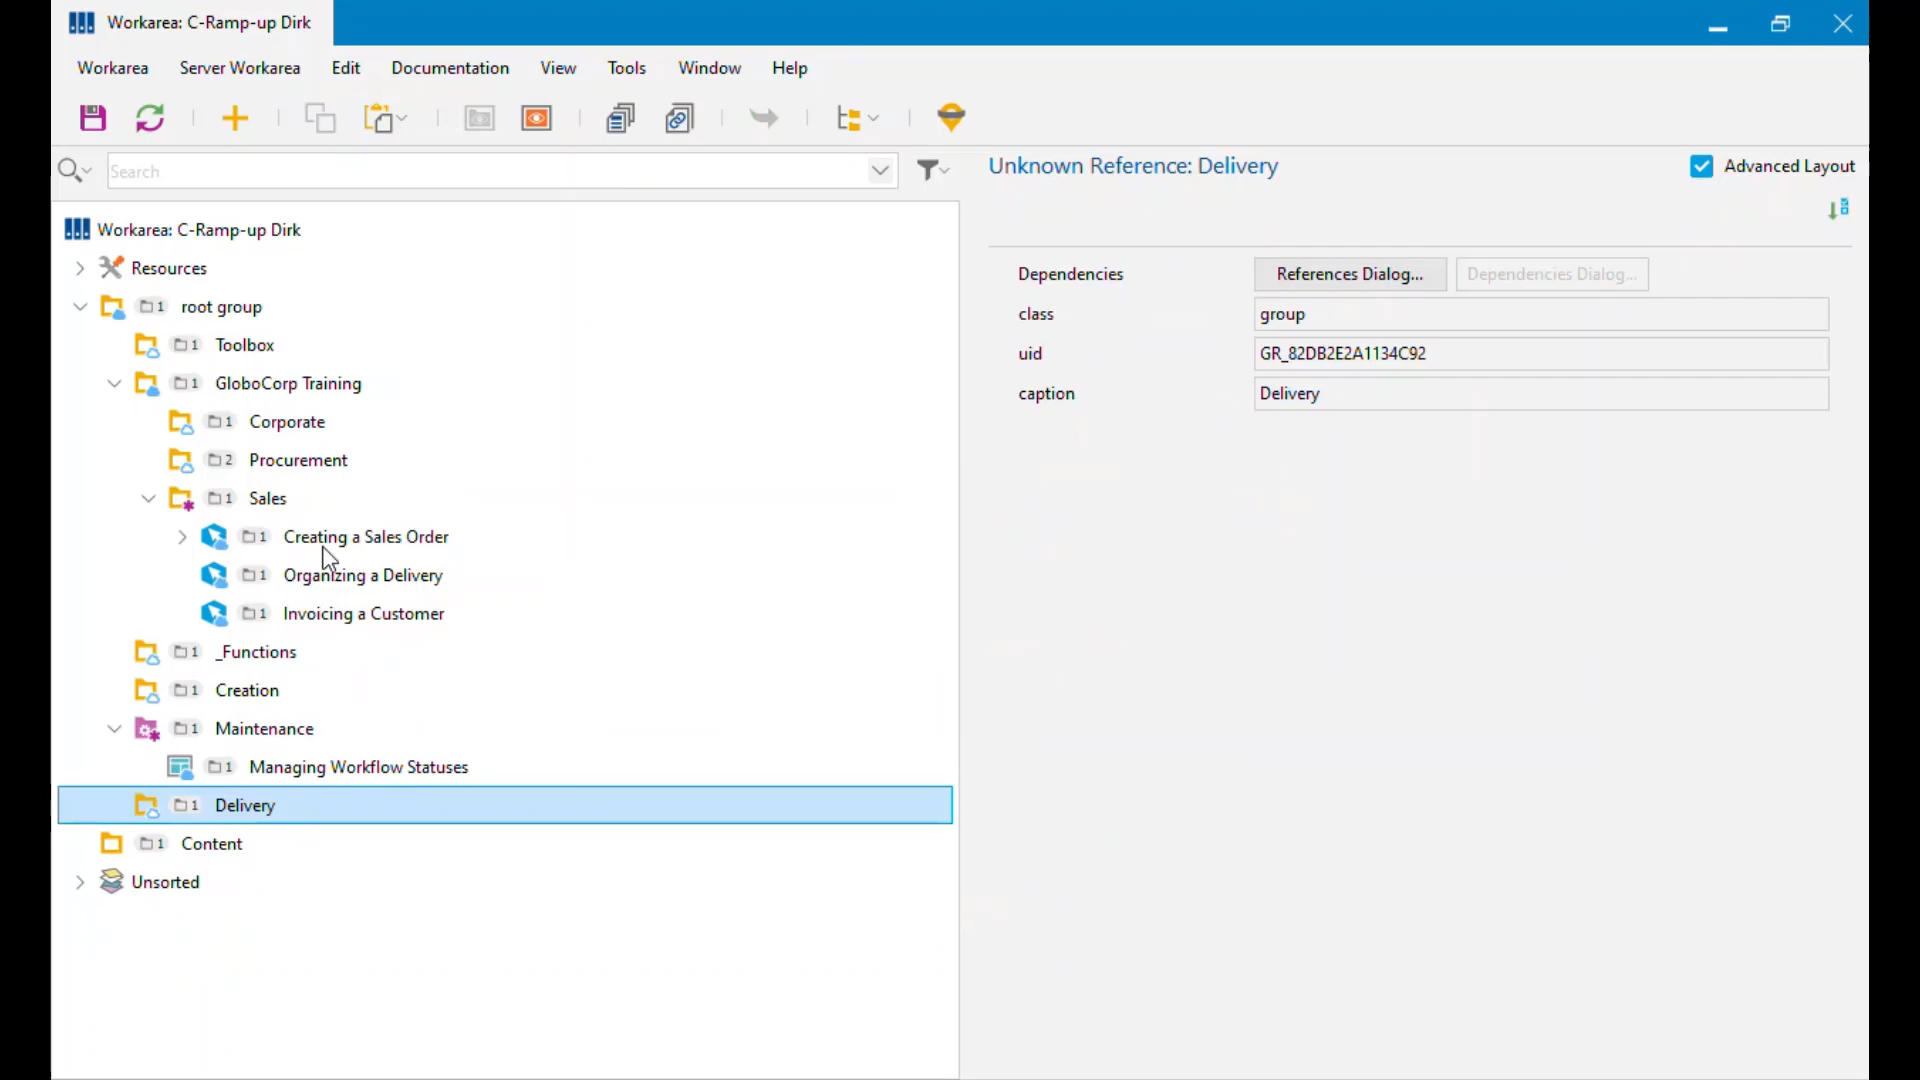 Workarea: C-Ramp-up Dirk
Workarea Server Workarea Edit Documentation View Tools Window Help
Search
Workarea: C-Ramp-up Dirk
Resources
1 root group
1 Toolbox
1 GloboCorp Training
1 Corporate
2 Procurement
1 Sales
1 Creating a Sales Order
1 Organizing a Delivery
1 Invoicing a Customer
1 _Functions
1 Creation
1 Maintenance
1 Managing Workflow Statuses
1 Delivery
1 Content
Unsorted
Unknown Reference: Delivery
Advanced Layout
Dependencies References Dialog... Dependencies Dialog...
class group
uid GR_82DB2E2A1134C92
caption Delivery